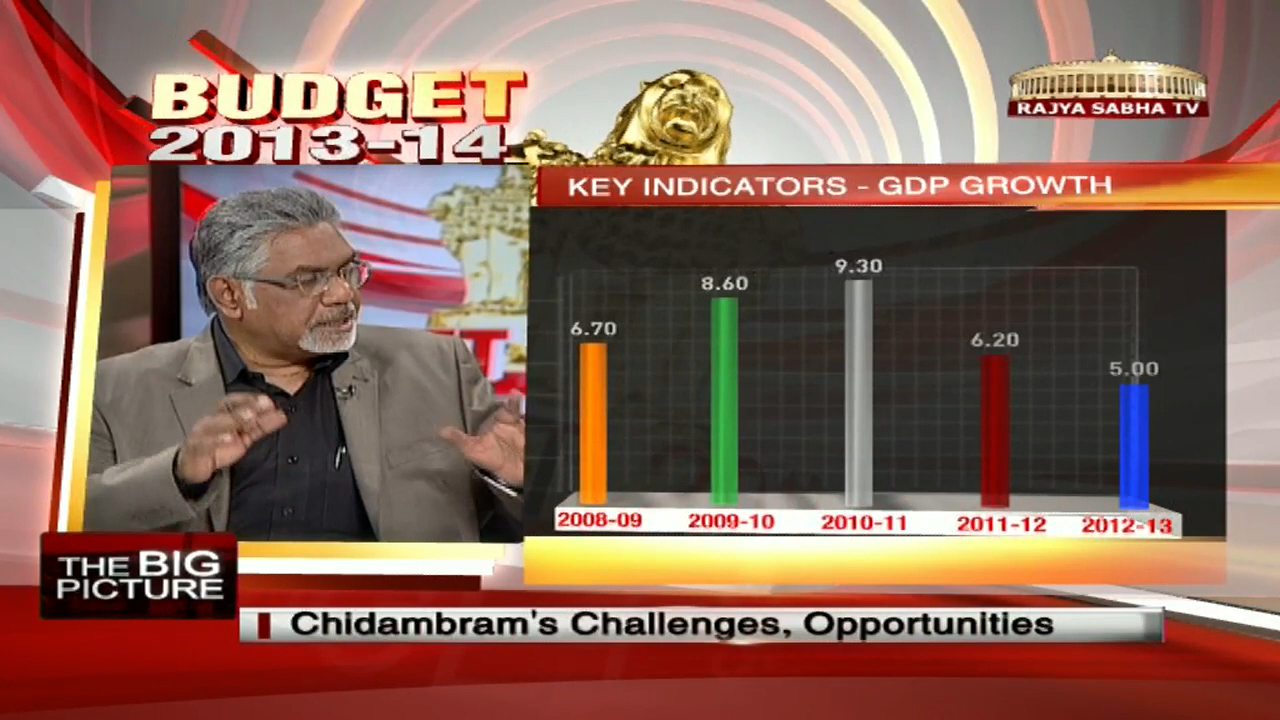 BUDGET
2013-14
RAJYA SABHA TV
KEY INDICATORS - GDP GROWTH
6.70
8.60
9.30
6.20
5.00
2008-09
2009-10
2010-11
2011-12
2012-13
THE BIG
PICTURE
Chidambram's Challenges, Opportunities